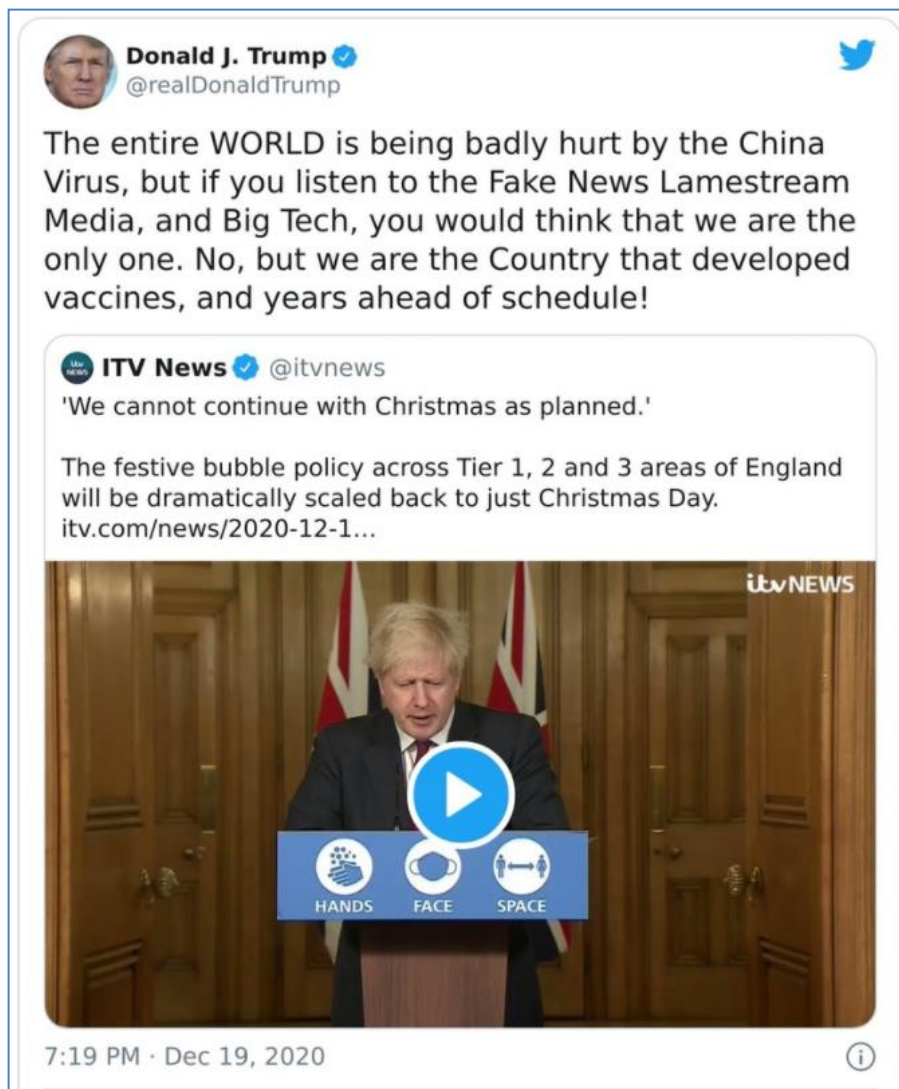 Donald J. Trump
@realDonaldTrump
The entire WORLD is being badly hurt by the China
Virus, but if you listen to the Fake News Lamestream
Media, and Big Tech, you would think that we are the
only one. No, but we are the Country that developed
vaccines, and years ahead of schedule!
itv NEWS
ITV News @itvnews
'We cannot continue with Christmas as planned.'
The festive bubble policy across Tier 1, 2 and 3 areas of England
will be dramatically scaled back to just Christmas Day.
itv.com/news/2020-12-1...
itv NEWS
HANDS FACE SPACE
7:19 PM · Dec 19, 2020